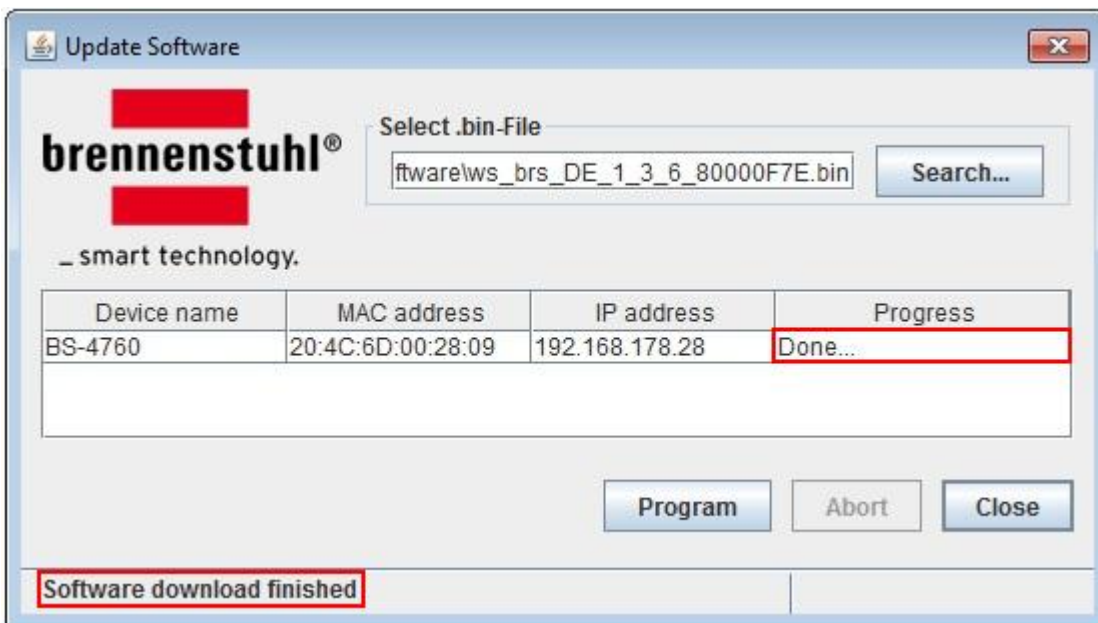 Update Software
brennenstuhl®
_ smart technology.
Select .bin-File
ftware\ws_brs_DE_1_3_6_80000F7E.bin
Search...
Device name MAC address IP address Progress
BS-4760 20:4C:6D:00:28:09 192.168.178.28 Done...
Program Abort Close
Software download finished